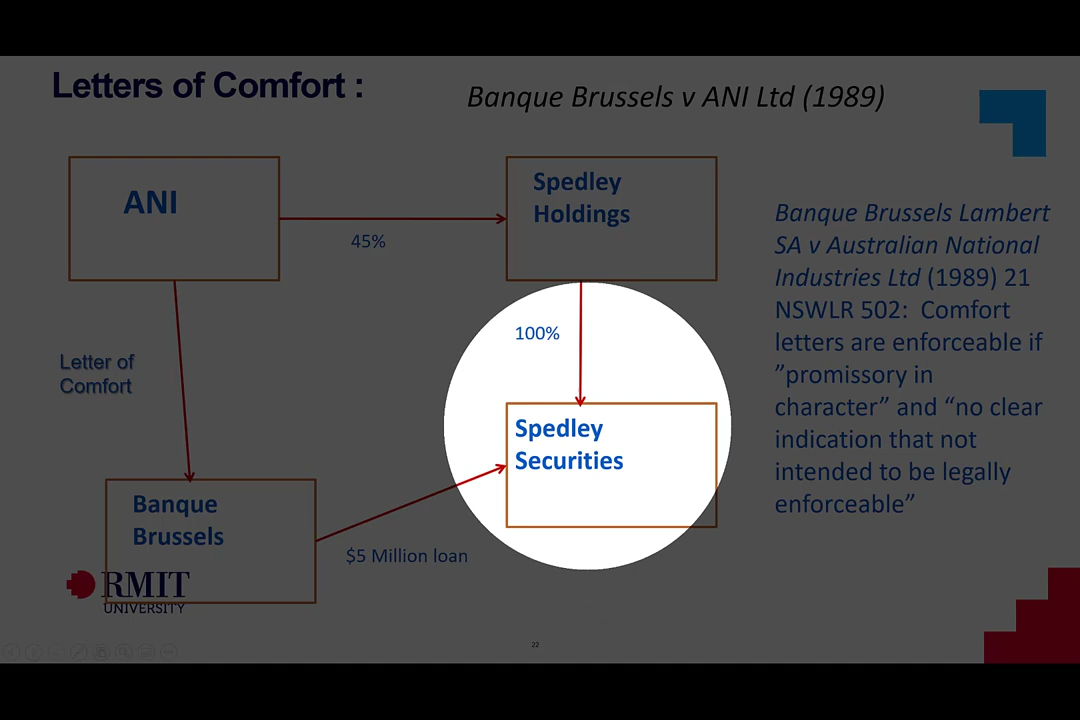 Letters of Comfort :
Banque Brussels v ANI Ltd (1989)
ANI
45%
Spedley
Holdings
100%
Letter of
Comfort
Spedley
Securities
Banque
Brussels
$5 Million loan
Banque Brussels Lambert
SA v Australian National
Industries Ltd (1989) 21
NSWLR 502:  Comfort
letters are enforceable if
”promissory in
character” and “no clear
indication that not
intended to be legally
enforceable”
RMIT
UNIVERSITY
22